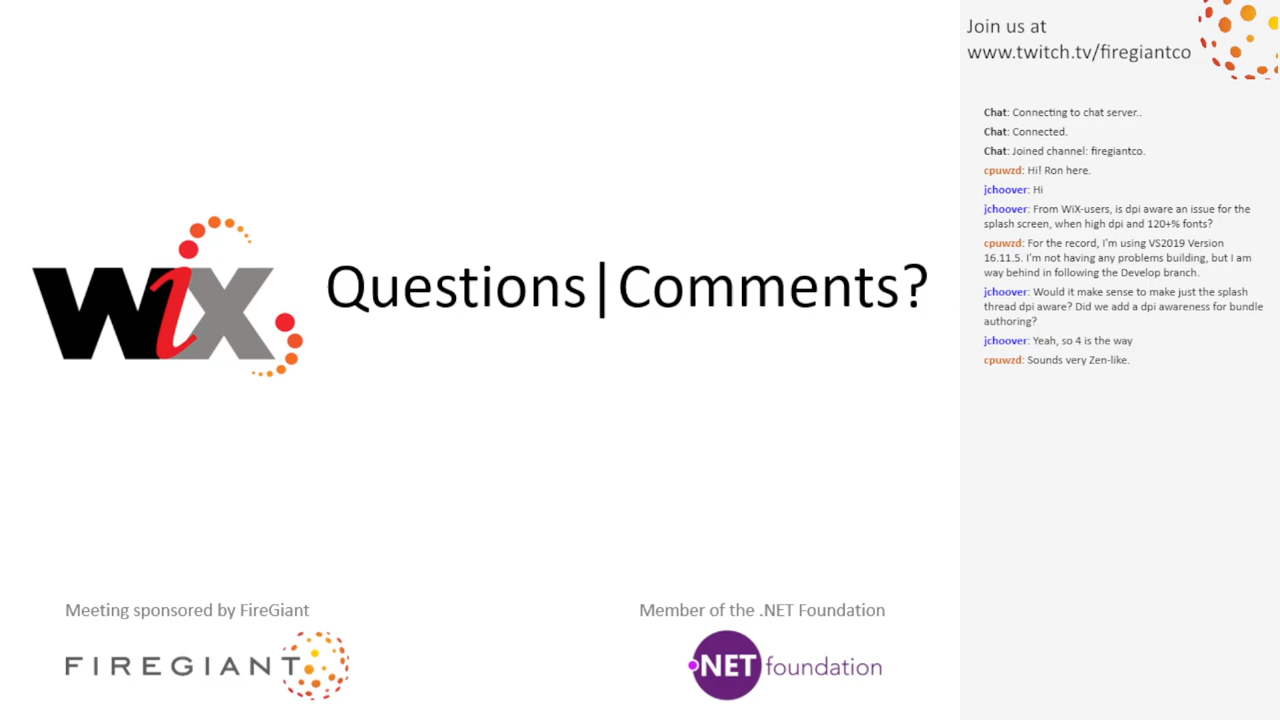 WiX
Questions|Comments?
Meeting sponsored by FireGiant
FIREGIANT
Member of the .NET Foundation
.NET foundation
Join us at
www.twitch.tv/firegiantco
Chat: Connecting to chat server..
Chat: Connected.
Chat: Joined channel: firegiantco.
cpuwzd: Hi! Ron here.
jchoover: Hi
jchoover: From WiX-users, is dpi aware an issue for the
splash screen, when high dpi and 120+% fonts?
cpuwzd: For the record, I'm using VS2019 Version
16.11.5. I'm not having any problems building, but I am
way behind in following the Develop branch.
jchoover: Would it make sense to make just the splash
thread dpi aware? Did we add a dpi awareness for bundle
authoring?
jchoover: Yeah, so 4 is the way
cpuwzd: Sounds very Zen-like.